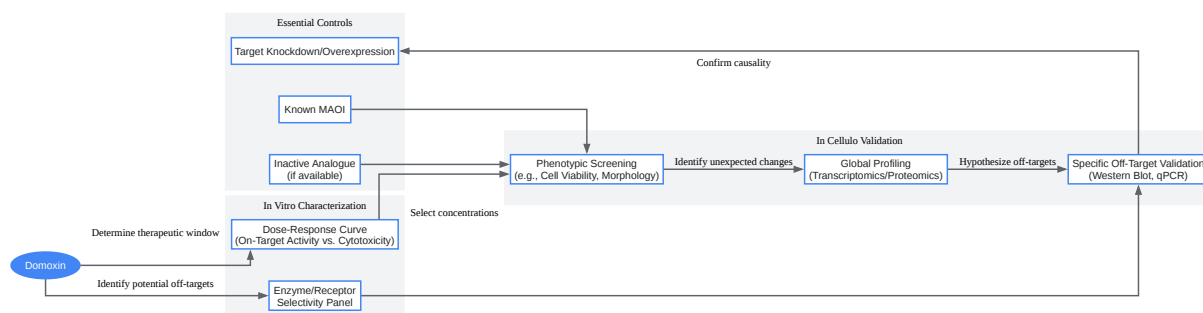 Essential Controls
Target Knockdown/Overexpression
Confirm causality
Known MAOI
In Cellulo Validation
Inactive Analogue
(if available)
Phenotypic Screening
(e.g., Cell Viability, Morphology)
Identify unexpected changes
Global Profiling
(Transcriptomics/Proteomics)
Hypothesize off-targets
Specific Off-Target Validation
(Western Blot, qPCR)
In Vitro Characterization
Select concentrations
Determine therapeutic window
Dose-Response Curve
(On-Target Activity vs. Cytotoxicity)
Domoxin
Identify potential off-targets
Enzyme/Receptor
Selectivity Panel